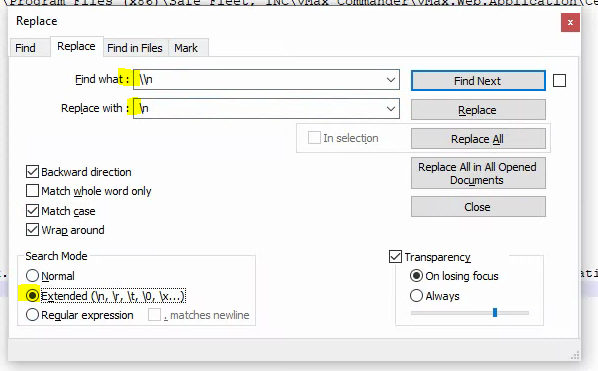 \Program Files (x86)\Safe Fleet, INC\vMax Commander\vMax.Web.Application\Ce
Replace
x
Find Replace Find in Files Mark
Find what : \\n Find Next
Replace with : \n Replace
In selection Replace All
Backward direction Replace All in All Opened Documents
Match whole word only
Match case Close
Wrap around
Search Mode Transparency
Normal On losing focus
Extended (\n, \r, \t, \0, \x...) Always
Regular expression . matches newline